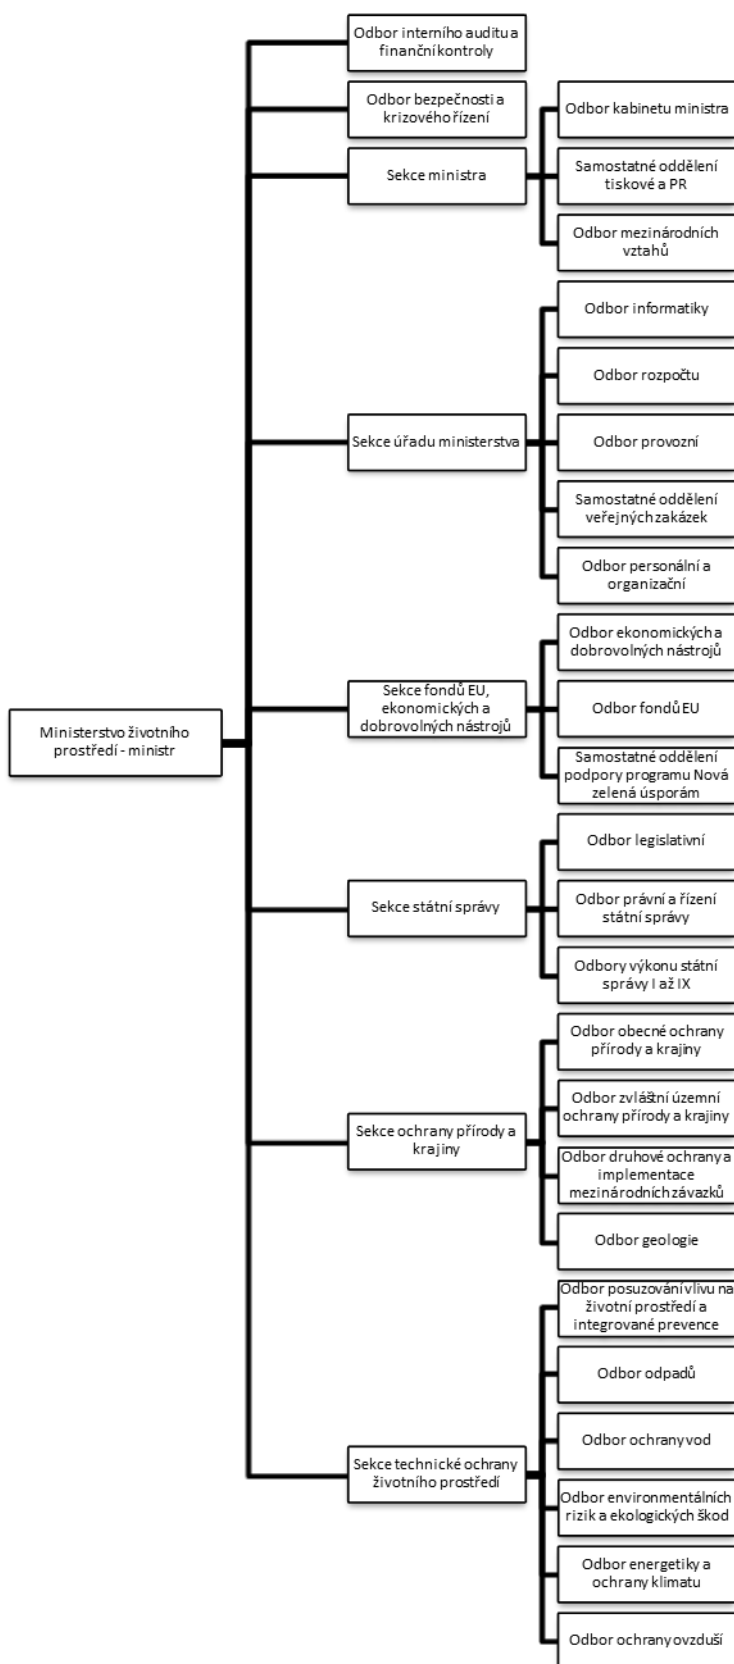 Odbor interního auditu a
finanční kontroly
Odbor bezpečnosti a
krizového řízení
Odbor kabinetu ministra
Sekce ministra
Samostatné oddělení
tiskové a PR
Odbor mezinárodních
vztahů
Odbor informatiky
Odbor rozpočtu
Sekce úřadu ministerstva
Odbor provozní
Samostatné oddělení
veřejných zakázek
Odbor personální a
organizační
Odbor ekonomických a
dobrovolných nástrojů
Ministerstvo životního
prostředí - ministr
Sekce fondů EU,
ekonomických a
dobrovolných nástrojů
Odbor fondů EU
Samostatné oddělení
podpory programu Nová
zelená úsporám
Odbor legislativní
Sekce státní správy
Odbor právní a řízení
státní správy
Odbory výkonu státní
správy I až IX
Odbor obecné ochrany
přírody a krajiny
Odbor zvláštní územní
ochrany přírody a krajiny
Sekce ochrany přírody a
krajiny
Odbor druhové ochrany a
implementace
mezinárodních závazků
Odbor geologie
Odbor posuzování vlivu na
životní prostředí a
integrované prevence
Odbor odpadů
Odbor ochrany vod
Sekce technické ochrany
životního prostředí
Odbor environmentálních
rizik a ekologických škod
Odbor energetiky a
ochrany klimatu
Odbor ochrany ovzduší